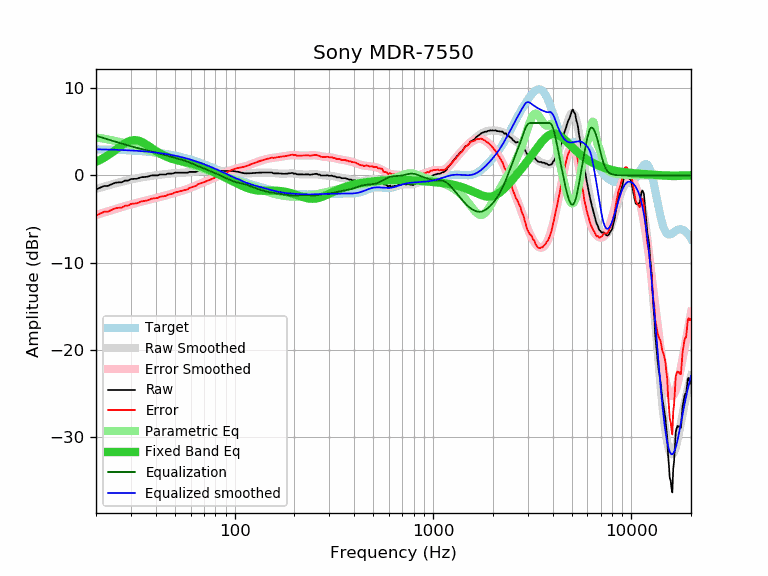 Sony MDR-7550
10
0
−10
−20
−30
Amplitude (dBr)
Target
Raw Smoothed
Error Smoothed
Raw
Error
Parametric Eq
Fixed Band Eq
Equalization
Equalized smoothed
100
1000
10000
Frequency (Hz)